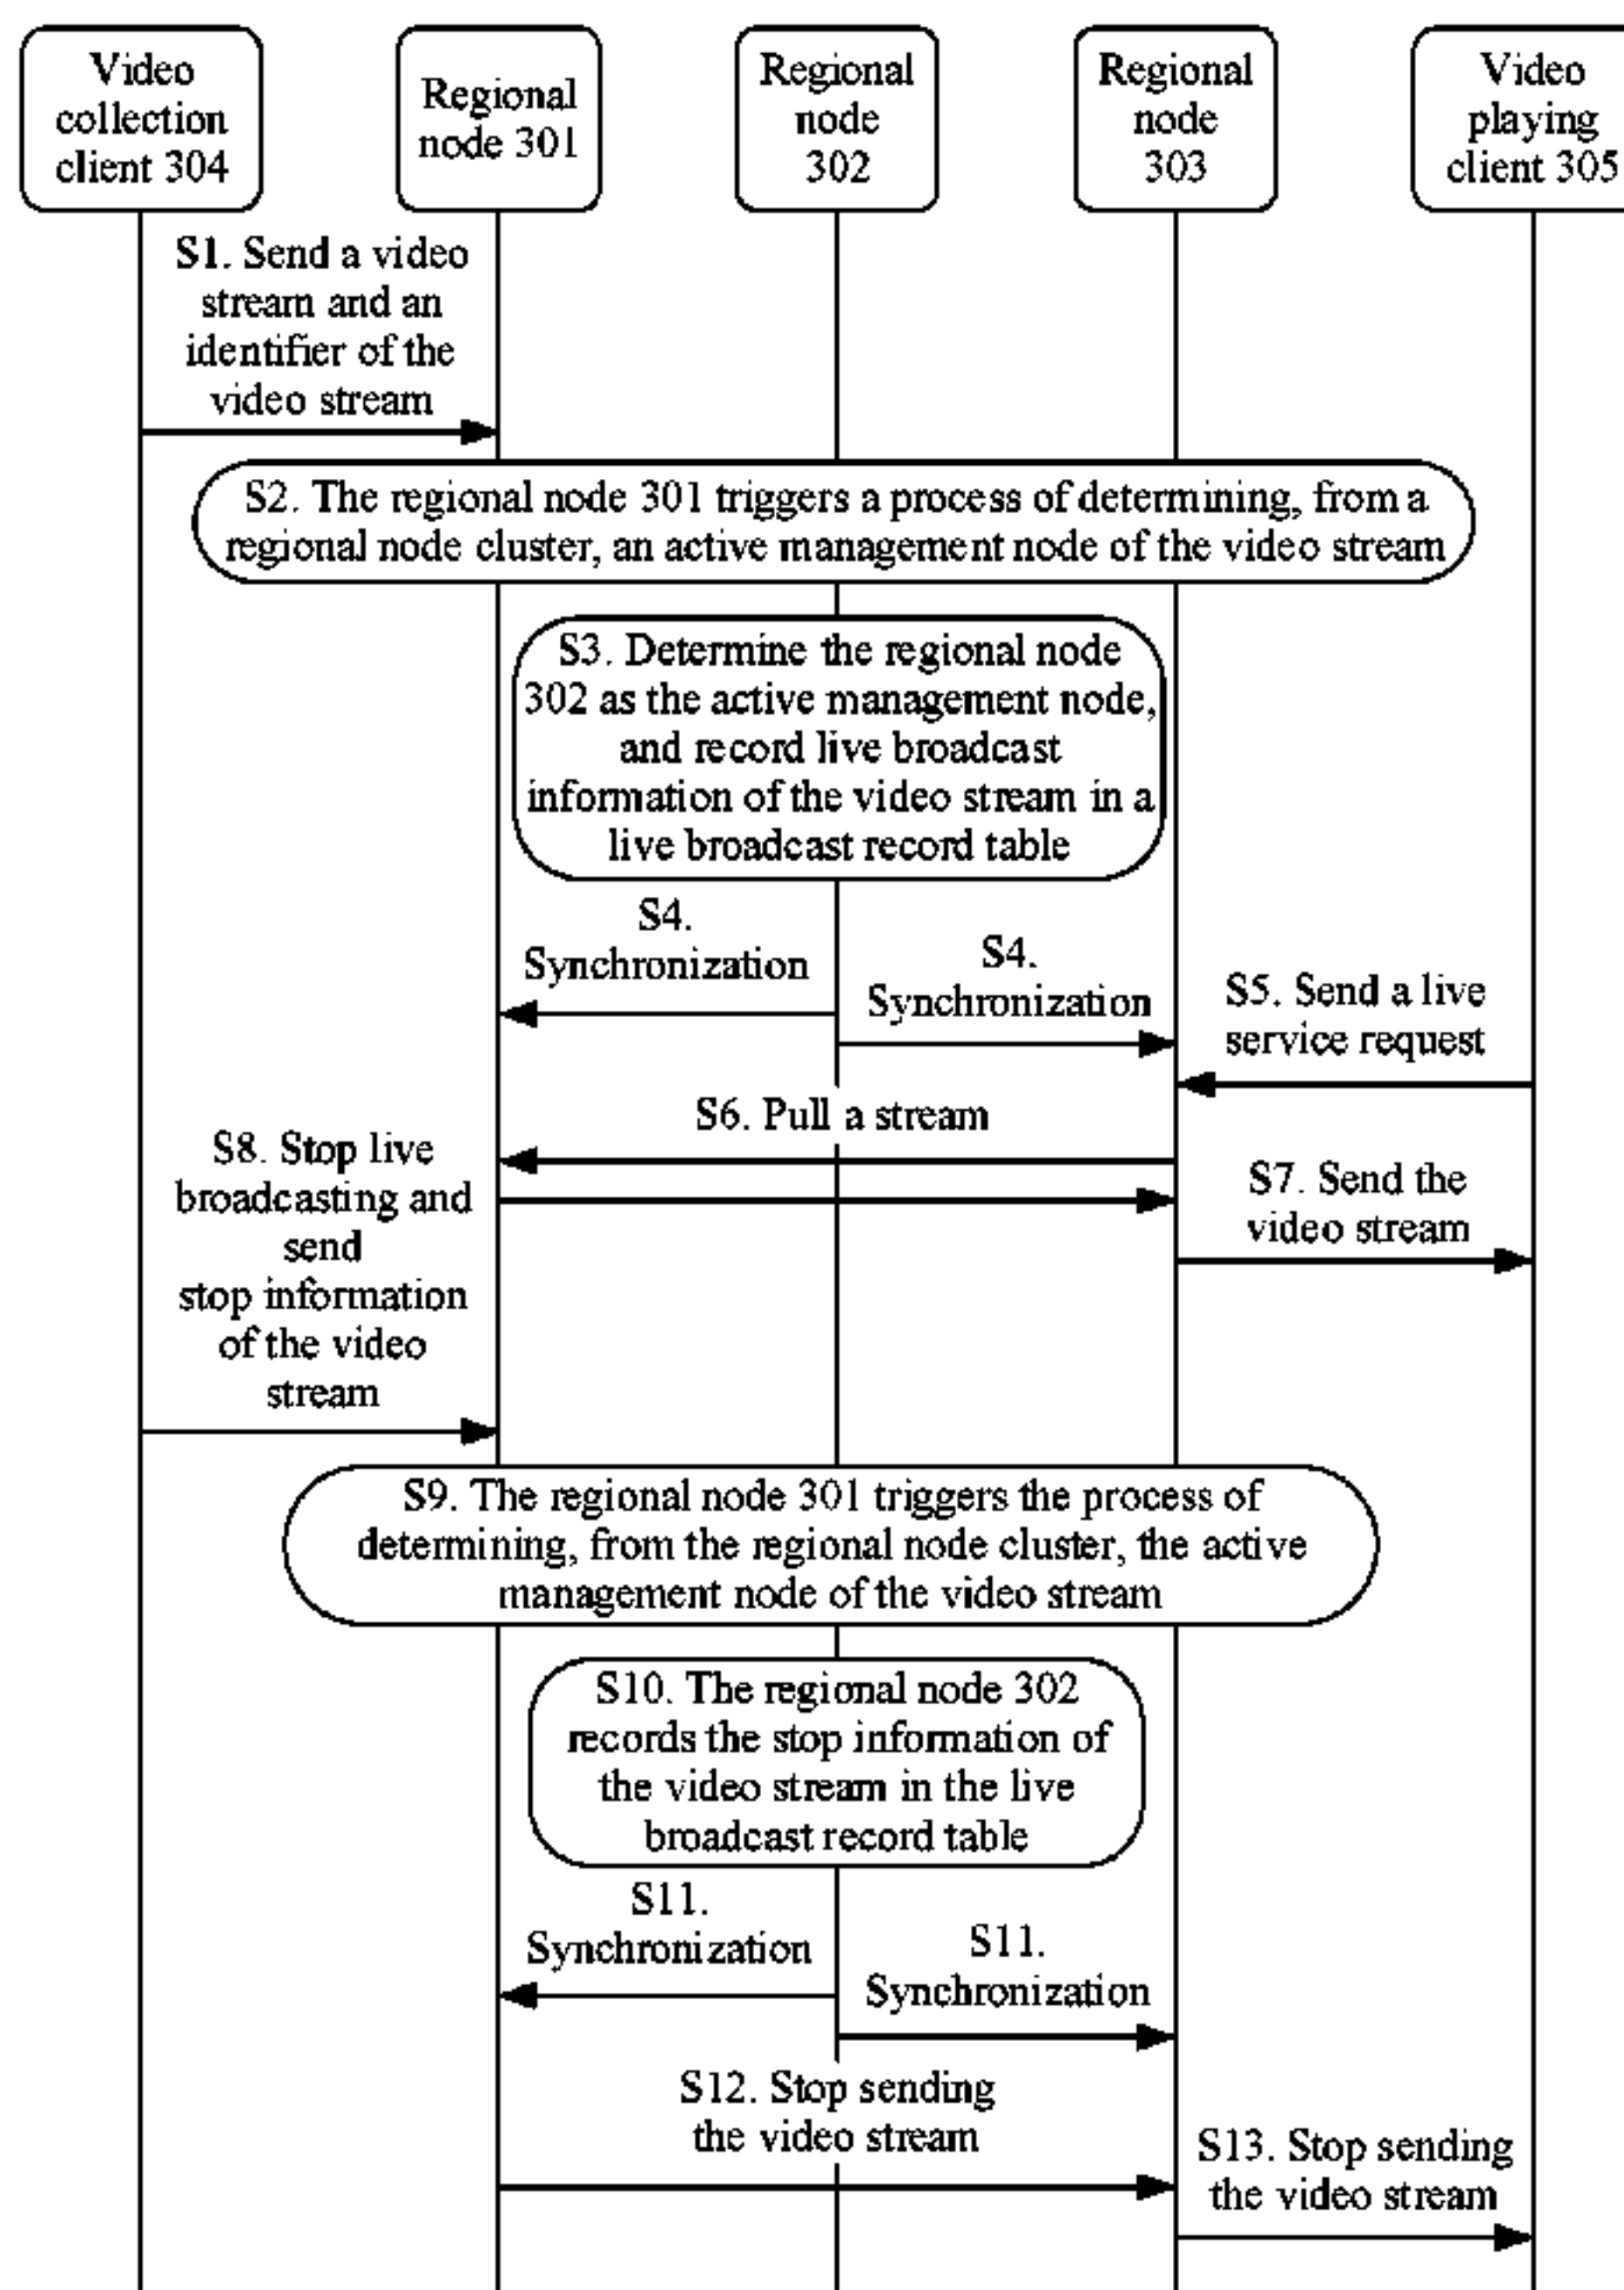 Video
collection
client 304
Regional
node 301
Regional
node
302
Regional
node
303
Video
playing
client 305
S1. Send a video
stream and an
identifier of the
video stream
S2. The regional node 301 triggers a process of determining, from a
regional node cluster, an active management node of the video stream
S3. Determine the regional node
302 as the active management node,
and record live broadcast
information of the video stream in a
live broadcast record table
S4.
Synchronization
S4.
Synchronization
S5. Send a live
service request
S6. Pull a stream
S8. Stop live
broadcasting and
send
stop information
of the video
stream
S7. Send the
video stream
S9. The regional node 301 triggers the process of
determining, from the regional node cluster, the active
management node of the video stream
S10. The regional node 302
records the stop information of
the video stream in the live
broadcast record table
S11.
Synchronization
S11.
Synchronization
S12. Stop sending
the video stream
S13. Stop sending
the video stream